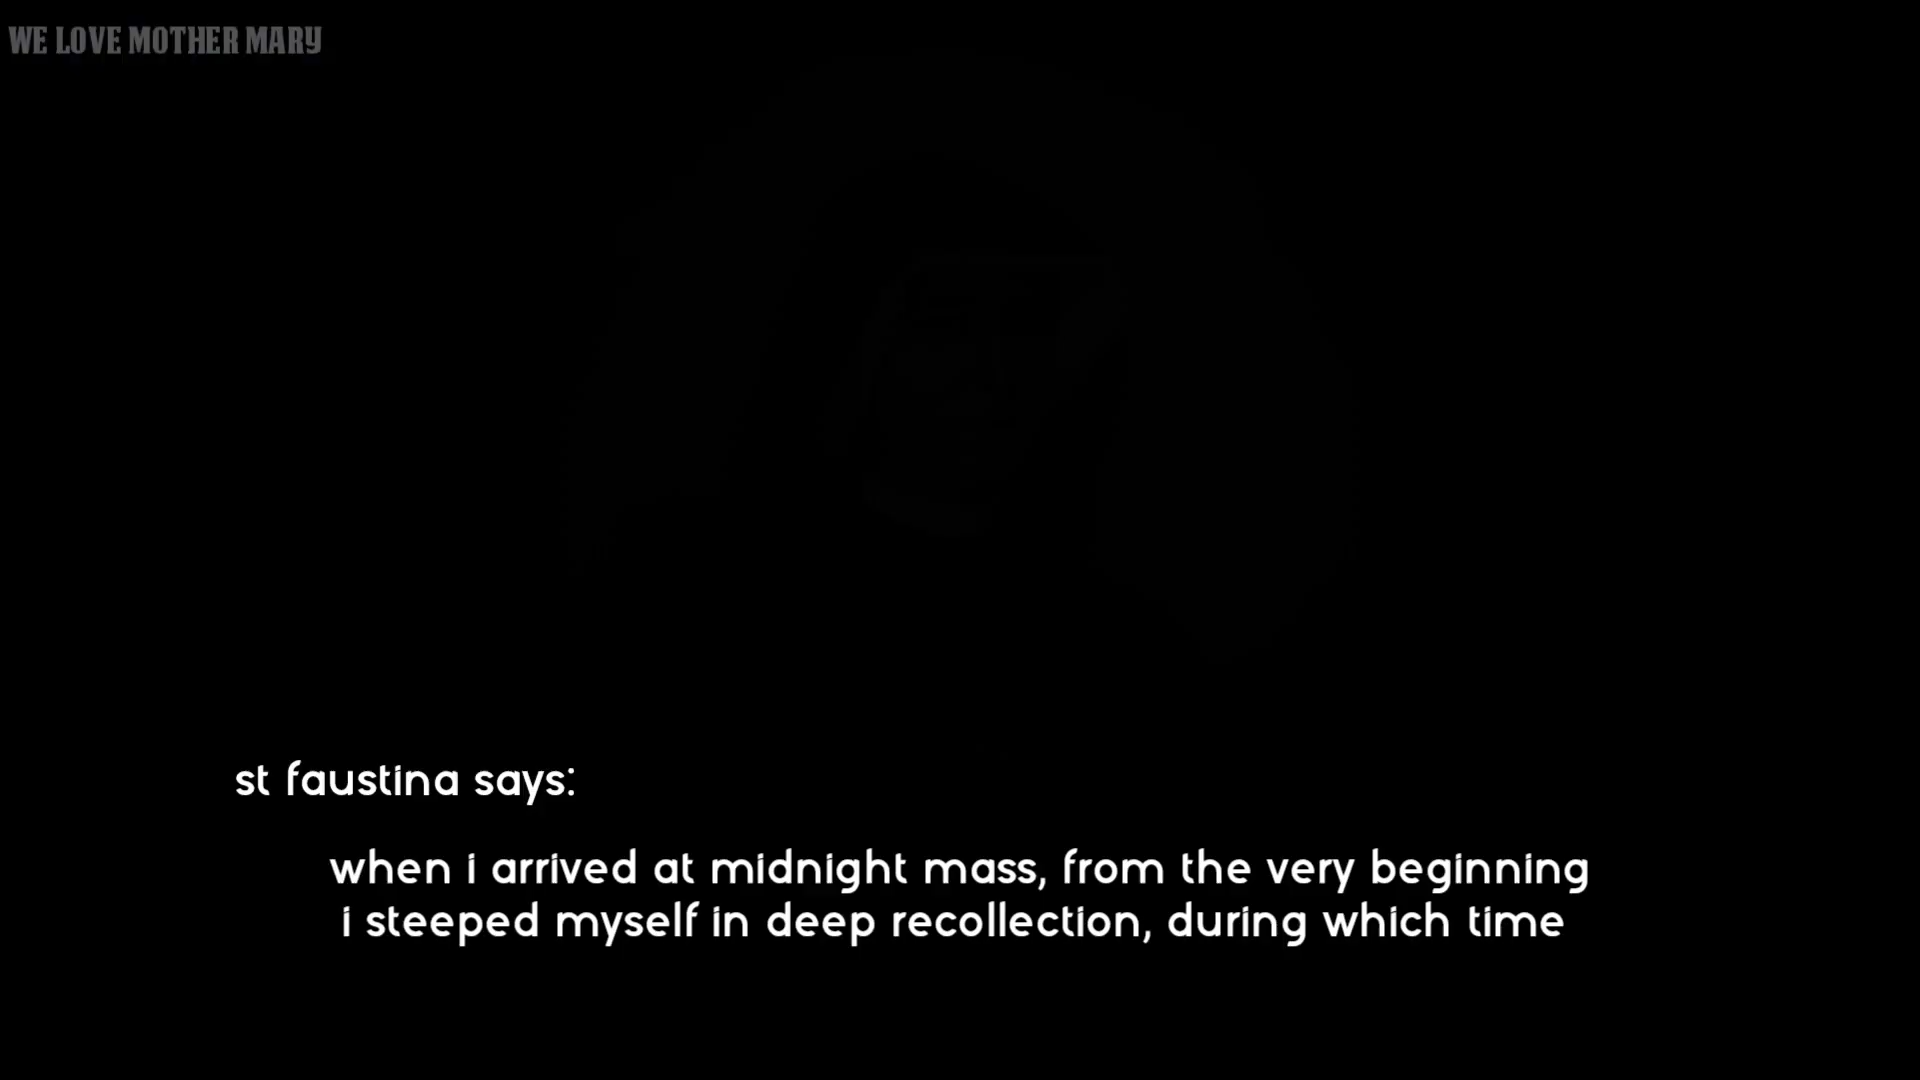 WE LOVE MOTHER MARY
st faustina says:
when i arrived at midnight mass, from the very beginning
i steeped myself in deep recollection, during which time